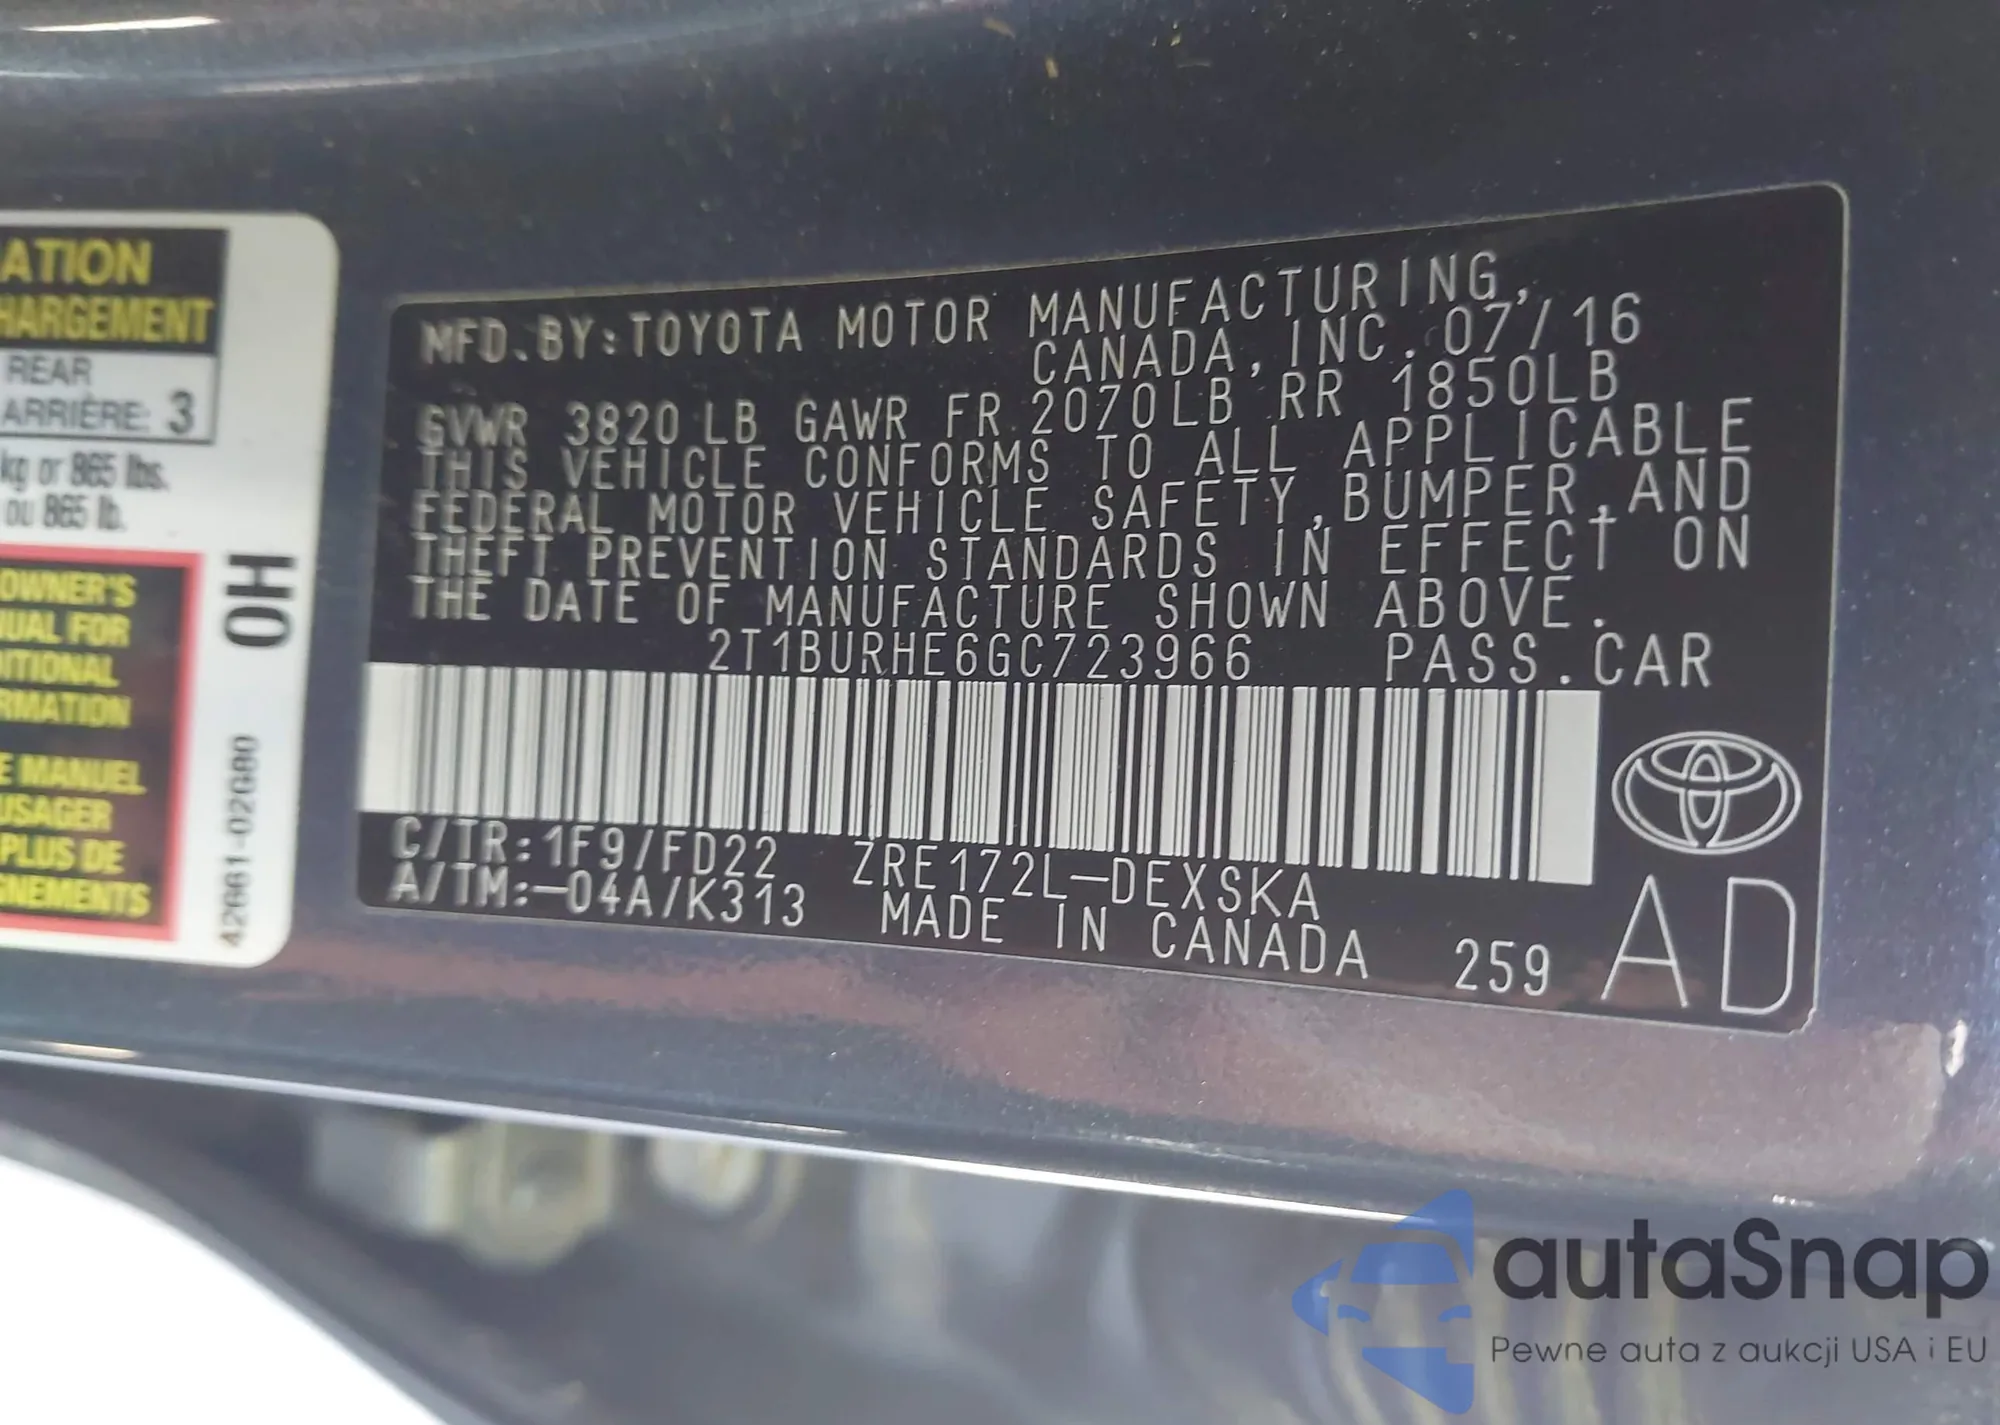 ATION
HARGEMENT
REAR
ARRIÈRE: 3
kg or 865 lbs.
ou 865 lb.
OWNER'S
UAL FOR
ITIONAL
RMATION
E MANUEL
USAGER
PLUS DE
GNEMENTS
0H
42661-02G80
MFD. BY: TOYOTA MOTOR MANUFACTURING,
CANADA, INC. 07/16
GVWR 3820 LB GAWR FR 2070LB RR 1850LB
THIS VEHICLE CONFORMS TO ALL APPLICABLE
FEDERAL MOTOR VEHICLE SAFETY, BUMPER, AND
THEFT PREVENTION STANDARDS IN EFFECT ON
THE DATE OF MANUFACTURE SHOWN ABOVE.
2T1BURHE6GC723966 PASS. CAR
C/TR: 1F9/FD22 ZRE172L-DEXSKA
A/TM:-04A/K313 MADE IN CANADA 259 AD
autaSnap
Pewne auta z aukcji USA i EU